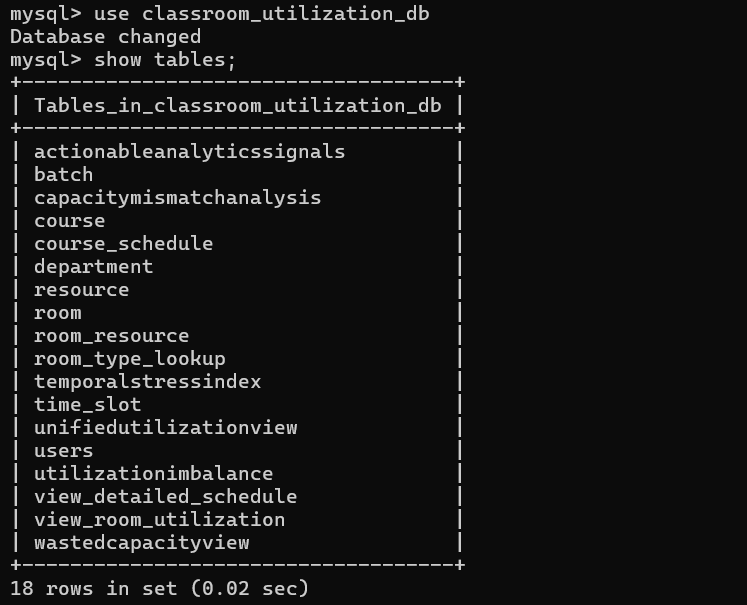 mysql> use classroom_utilization_db
Database changed
mysql> show tables;
+------------------------------------+
| Tables_in_classroom_utilization_db |
+------------------------------------+
| actionableanalyticssignals         |
| batch                              |
| capacitymismatchanalysis           |
| course                             |
| course_schedule                    |
| department                         |
| resource                           |
| room                               |
| room_resource                      |
| room_type_lookup                   |
| temporalstressindex                |
| time_slot                          |
| unifiedutilizationview             |
| users                              |
| utilizationimbalance               |
| view_detailed_schedule             |
| view_room_utilization              |
| wastedcapacityview                 |
+------------------------------------+
18 rows in set (0.02 sec)